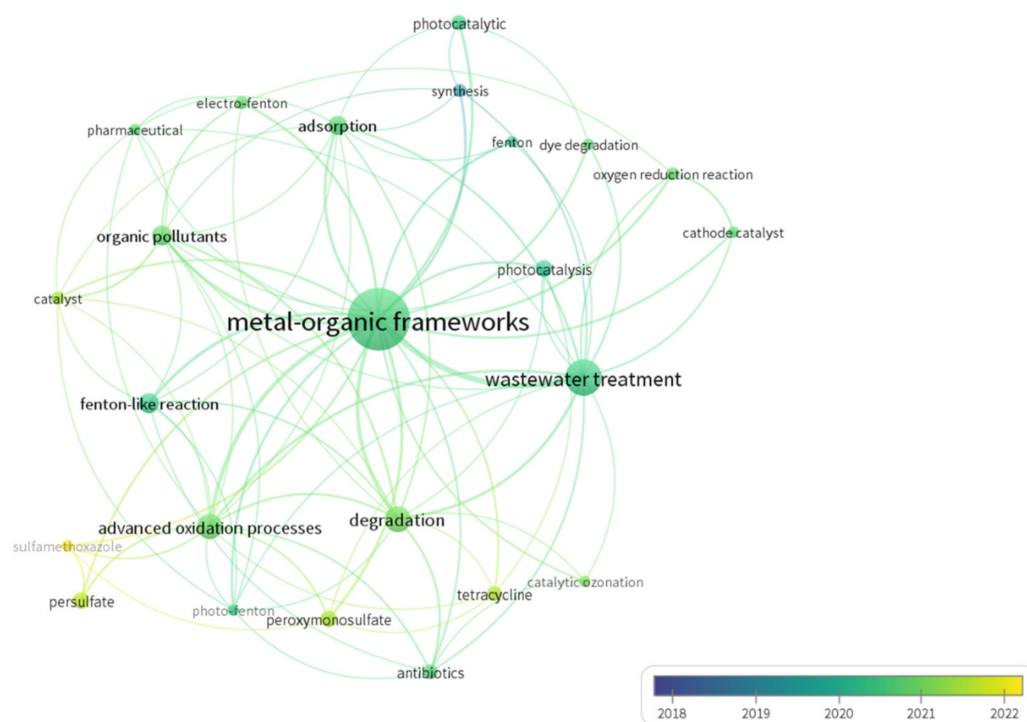 photocatalytic
synthesis
electro-fenton
pharmaceutical
adsorption
fenton
dye degradation
oxygen reduction reaction
cathode catalyst
organic pollutants
photocatalysis
catalyst
metal-organic frameworks
wastewater treatment
fenton-like reaction
advanced oxidation processes
degradation
sulfamethoxazole
catalytic ozonation
tetracycline
persulfate
photo-fenton
peroxymonosulfate
antibiotics
2018 2019 2020 2021 2022